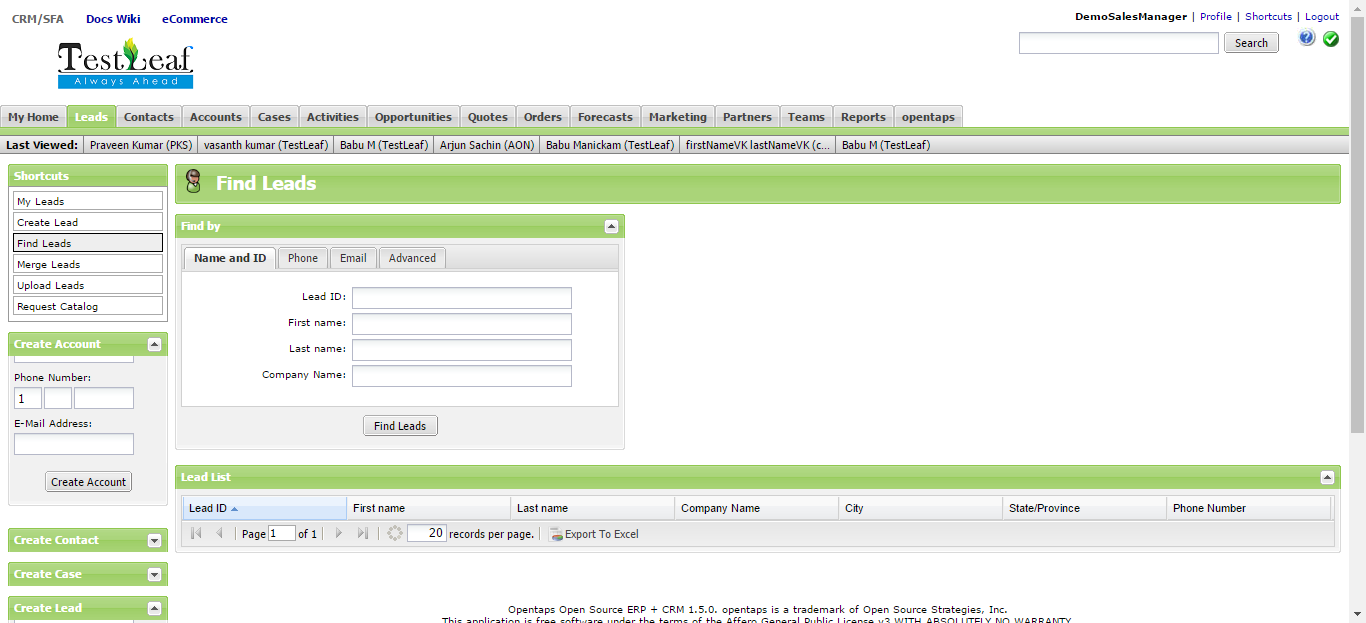 CRM/SFA Docs Wiki eCommerce
DemoSalesManager | Profile | Shortcuts | Logout
TestLeaf
Always Ahead
Search
My Home Leads Contacts Accounts Cases Activities Opportunities Quotes Orders Forecasts Marketing Partners Teams Reports opentaps
Last Viewed: Praveen Kumar (PKS) vasanth kumar (TestLeaf) Babu M (TestLeaf) Arjun Sachin (AON) Babu Manickam (TestLeaf) firstNameVK lastNameVK (c... Babu M (TestLeaf)
Shortcuts
My Leads
Create Lead
Find Leads
Merge Leads
Upload Leads
Request Catalog
Create Account
Phone Number:
1
E-Mail Address:
Create Account
Create Contact
Create Case
Create Lead
Find Leads
Find by
Name and ID Phone Email Advanced
Lead ID:
First name:
Last name:
Company Name:
Find Leads
Lead List
Lead ID First name Last name Company Name City State/Province Phone Number
Page 1 of 1 20 records per page. Export To Excel
Opentaps Open Source ERP + CRM 1.5.0. opentaps is a trademark of Open Source Strategies, Inc.
This application is free software under the terms of the Affero General Public License v3 WITH ABSOLUTELY NO WARRANTY